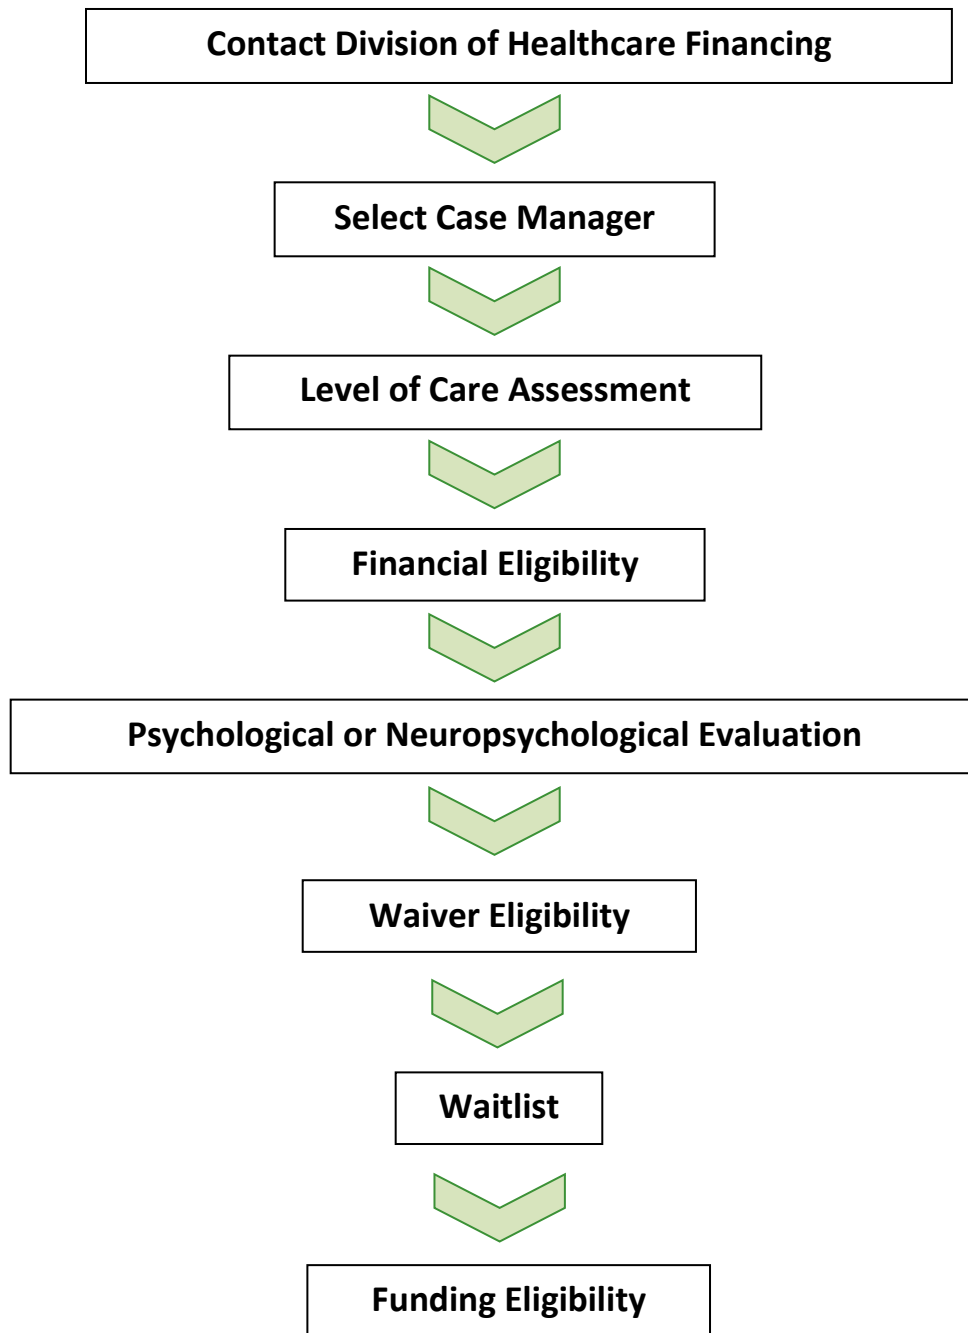 Contact Division of Healthcare Financing
Select Case Manager
Level of Care Assessment
Financial Eligibility
Psychological or Neuropsychological Evaluation
Waiver Eligibility
Waitlist
Funding Eligibility